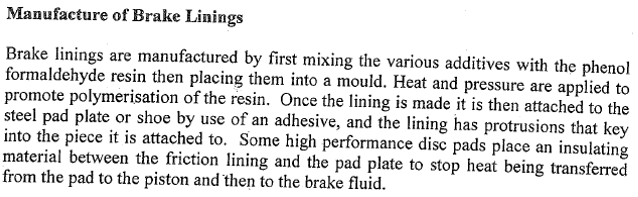 Manufacture of Brake Linings
Brake linings are manufactured by first mixing the various additives with the phenol
formaldehyde resin then placing them into a mould. Heat and pressure are applied to
promote polymerisation of the resin. Once the lining is made it is then attached to the
steel pad plate or shoe by use of an adhesive, and the lining has protrusions that key
into the piece it is attached to. Some high performance disc pads place an insulating
material between the friction lining and the pad plate to stop heat being transferred
from the pad to the piston and then to the brake fluid.